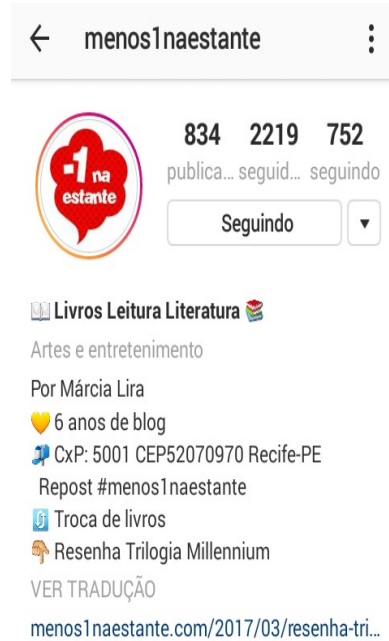 menos1naestante
-1 na
estante
834 2219 752
publica... seguid... seguindo
Seguindo
Livros Leitura Literatura
Artes e entretenimento
Por Márcia Lira
6 anos de blog
CxP: 5001 CEP52070970 Recife-PE
Repost #menos1naestante
Troca de livros
Resenha Trilogia Millennium
VER TRADUÇÃO
menos1naestante.com/2017/03/resenha-tri...